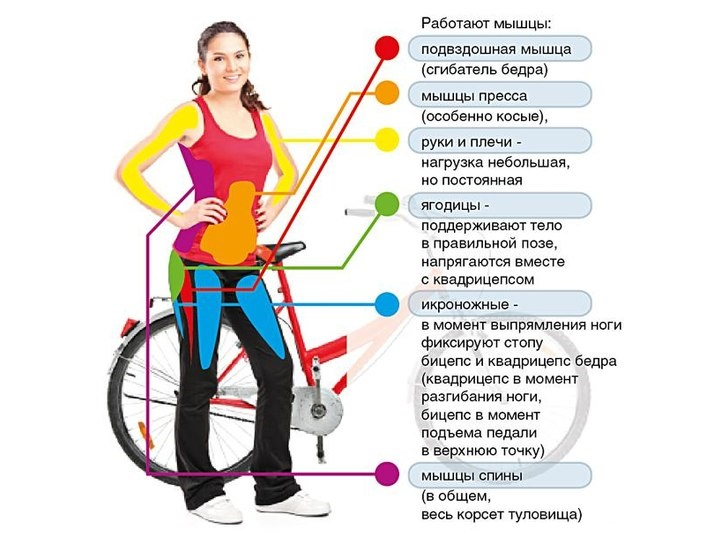 Работают мышцы:
подвздошная мышца
(сгибатель бедра)
мышцы пресса
(особенно косые),
руки и плечи -
нагрузка небольшая,
но постоянная
ягодицы -
поддерживают тело
в правильной позе,
напрягаются вместе
с квадрицепсом
икроножные -
в момент выпрямления ноги
фиксируют стопу
бицепс и квадрицепс бедра
(квадрицепс в момент
разгибания ноги,
бицепс в момент
подъема педали
в верхнюю точку)
мышцы спины
(в общем,
весь корсет туловища)